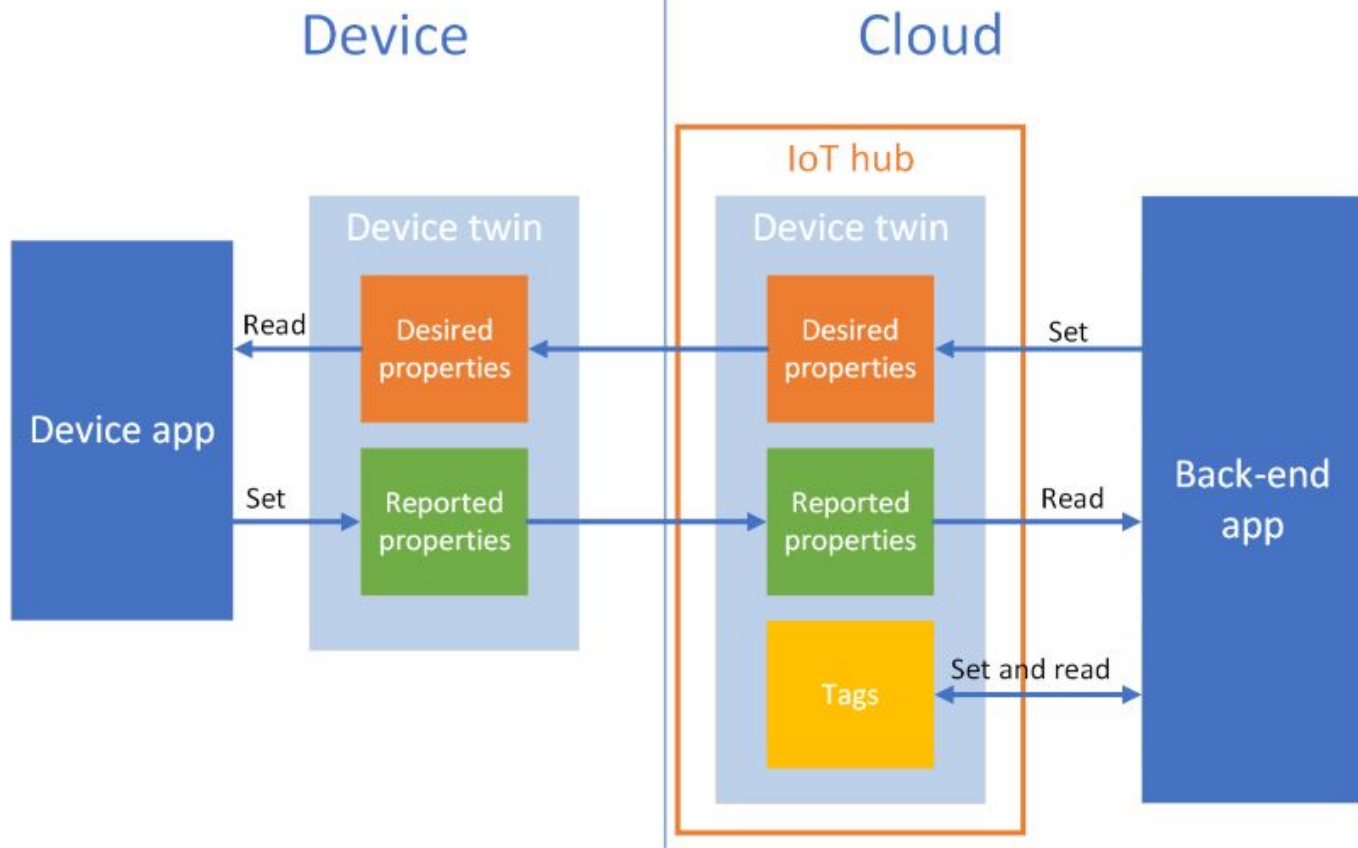 Device
Cloud
IoT hub
Device twin
Device twin
Read
Desired
properties
Desired
properties
Set
Device app
Set
Reported
properties
Reported
properties
Read
Back-end
app
Set and read
Tags